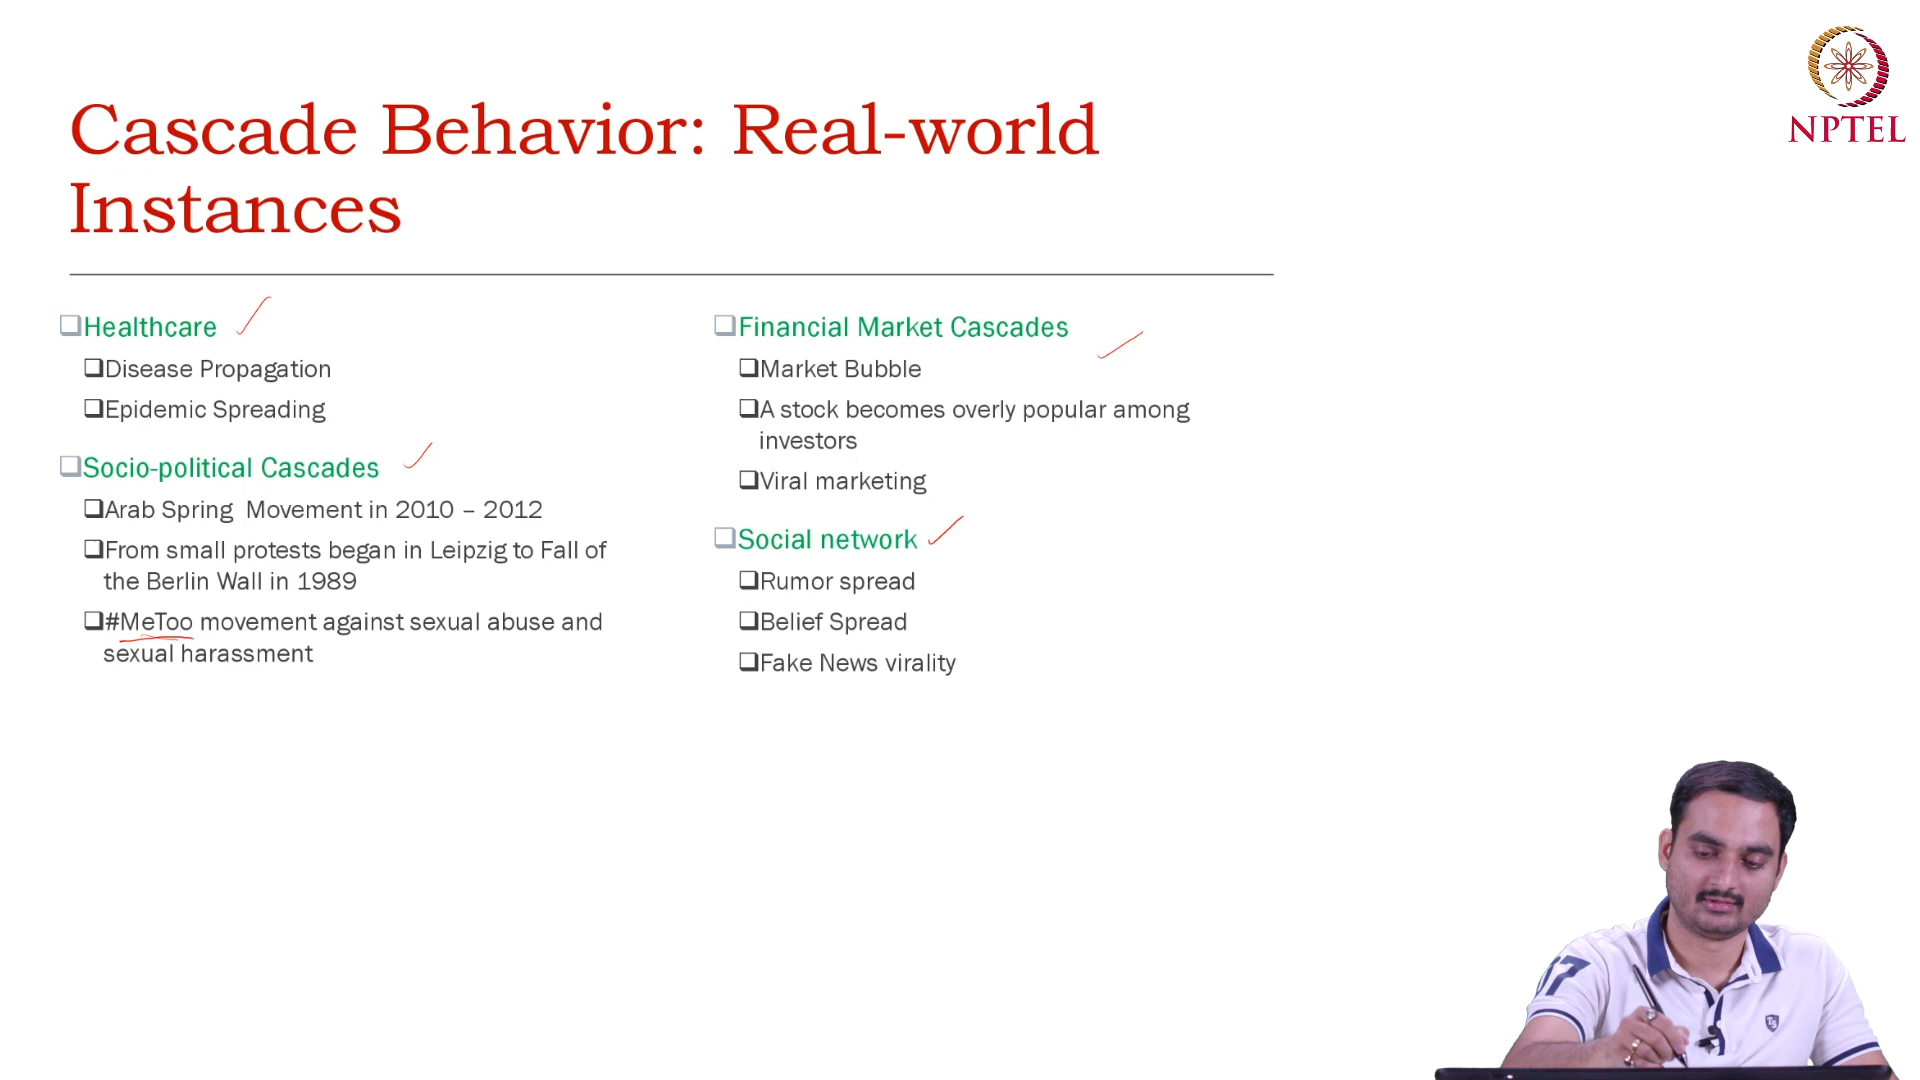 Cascade Behavior: Real-world
Instances
NPTEL
Healthcare
Disease Propagation
Epidemic Spreading
Socio-political Cascades
Arab Spring Movement in 2010 – 2012
From small protests began in Leipzig to Fall of
the Berlin Wall in 1989
#MeToo movement against sexual abuse and
sexual harassment
Financial Market Cascades
Market Bubble
A stock becomes overly popular among
investors
Viral marketing
Social network
Rumor spread
Belief Spread
Fake News virality